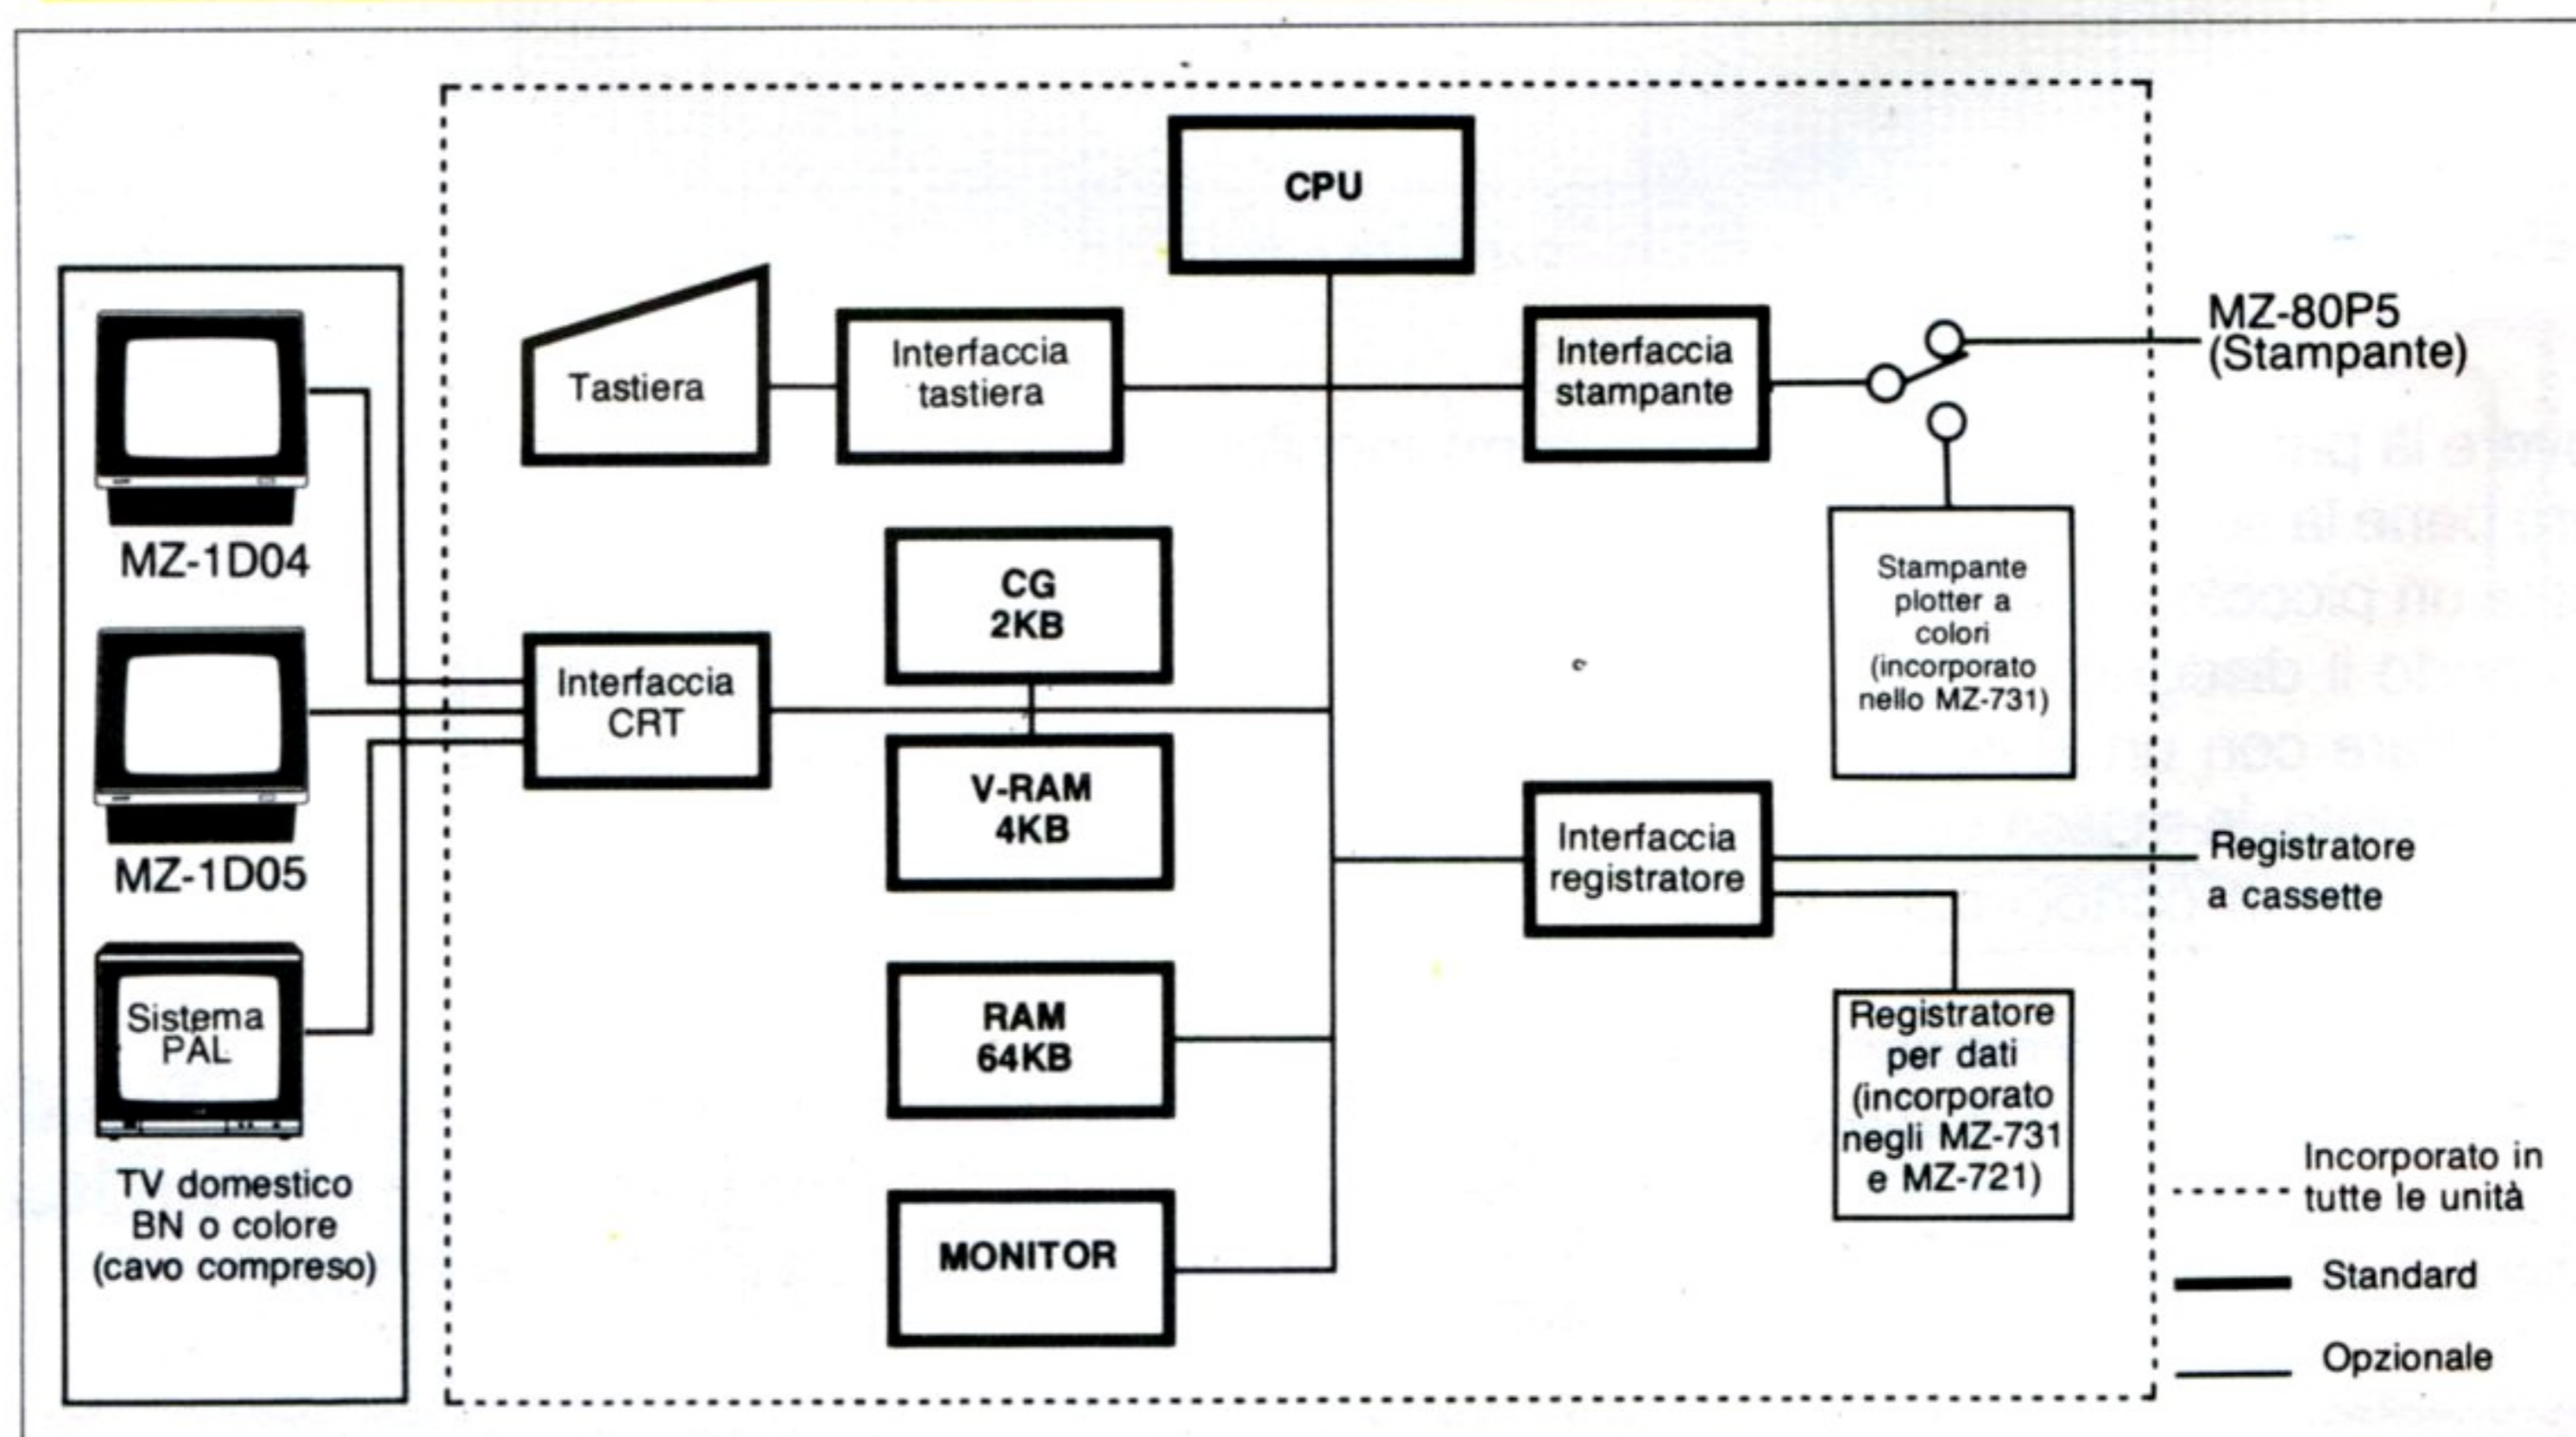 CPU
Tastiera
Interfaccia
tastiera
Interfaccia
stampante
MZ-80P5
(Stampante)
MZ-1D04
CG
2KB
Stampante
plotter a
colori
(incorporato
nello MZ-731)
Interfaccia
CRT
MZ-1D05
V-RAM
4KB
Interfaccia
registratore
Registratore
a cassette
Sistema
PAL
RAM
64KB
Registratore
per dati
(incorporato
negli MZ-731
e MZ-721)
TV domestico
BN o colore
(cavo compreso)
MONITOR
Incorporato in
tutte le unità
Standard
Opzionale